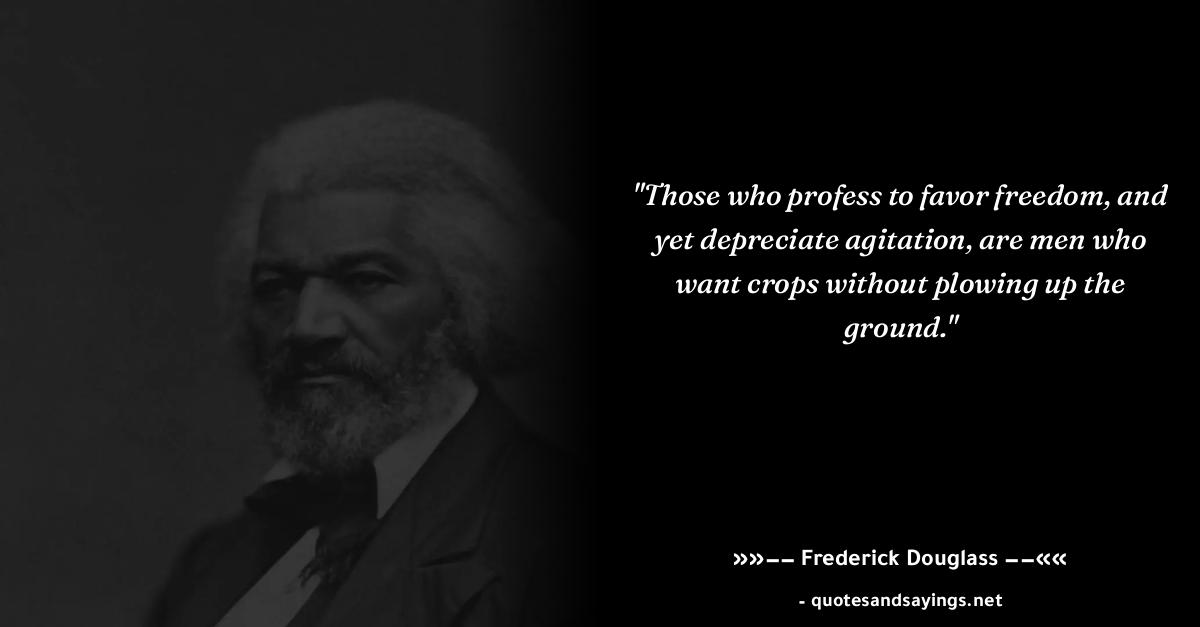 "Those who profess to favor freedom, and
yet depreciate agitation, are men who
want crops without plowing up the
ground."
»»−− Frederick Douglass −−««
- quotesandsayings.net